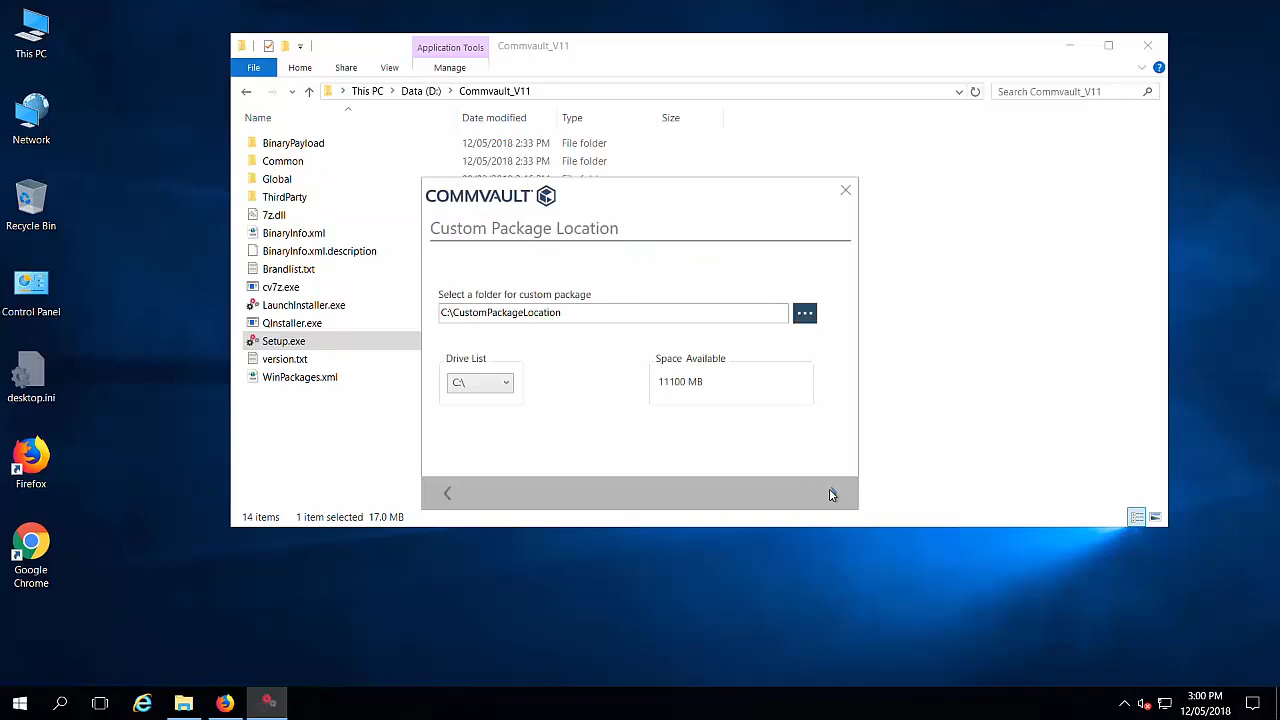 This PC
Network
Recycle Bin
Control Panel
desktop.ini
Firefox
Google
Chrome
Application Tools
Commvault_V11
File
Home
Share
View
Manage
This PC
Data (D:)
Commvault_V11
Search Commvault_V11
Name
Date modified
Type
Size
BinaryPayload
12/05/2018 2:33 PM
File folder
Common
12/05/2018 2:33 PM
File folder
Global
ThirdParty
7z.dll
BinaryInfo.xml
BinaryInfo.xml.description
Brandlist.txt
cv7z.exe
LaunchInstaller.exe
QInstaller.exe
Setup.exe
version.txt
WinPackages.xml
14 items
1 item selected 17.0 MB
COMMVAULT
Custom Package Location
Select a folder for custom package
C:\CustomPackageLocation
Drive List
C:\
Space Available
11100 MB
3:00 PM
12/05/2018